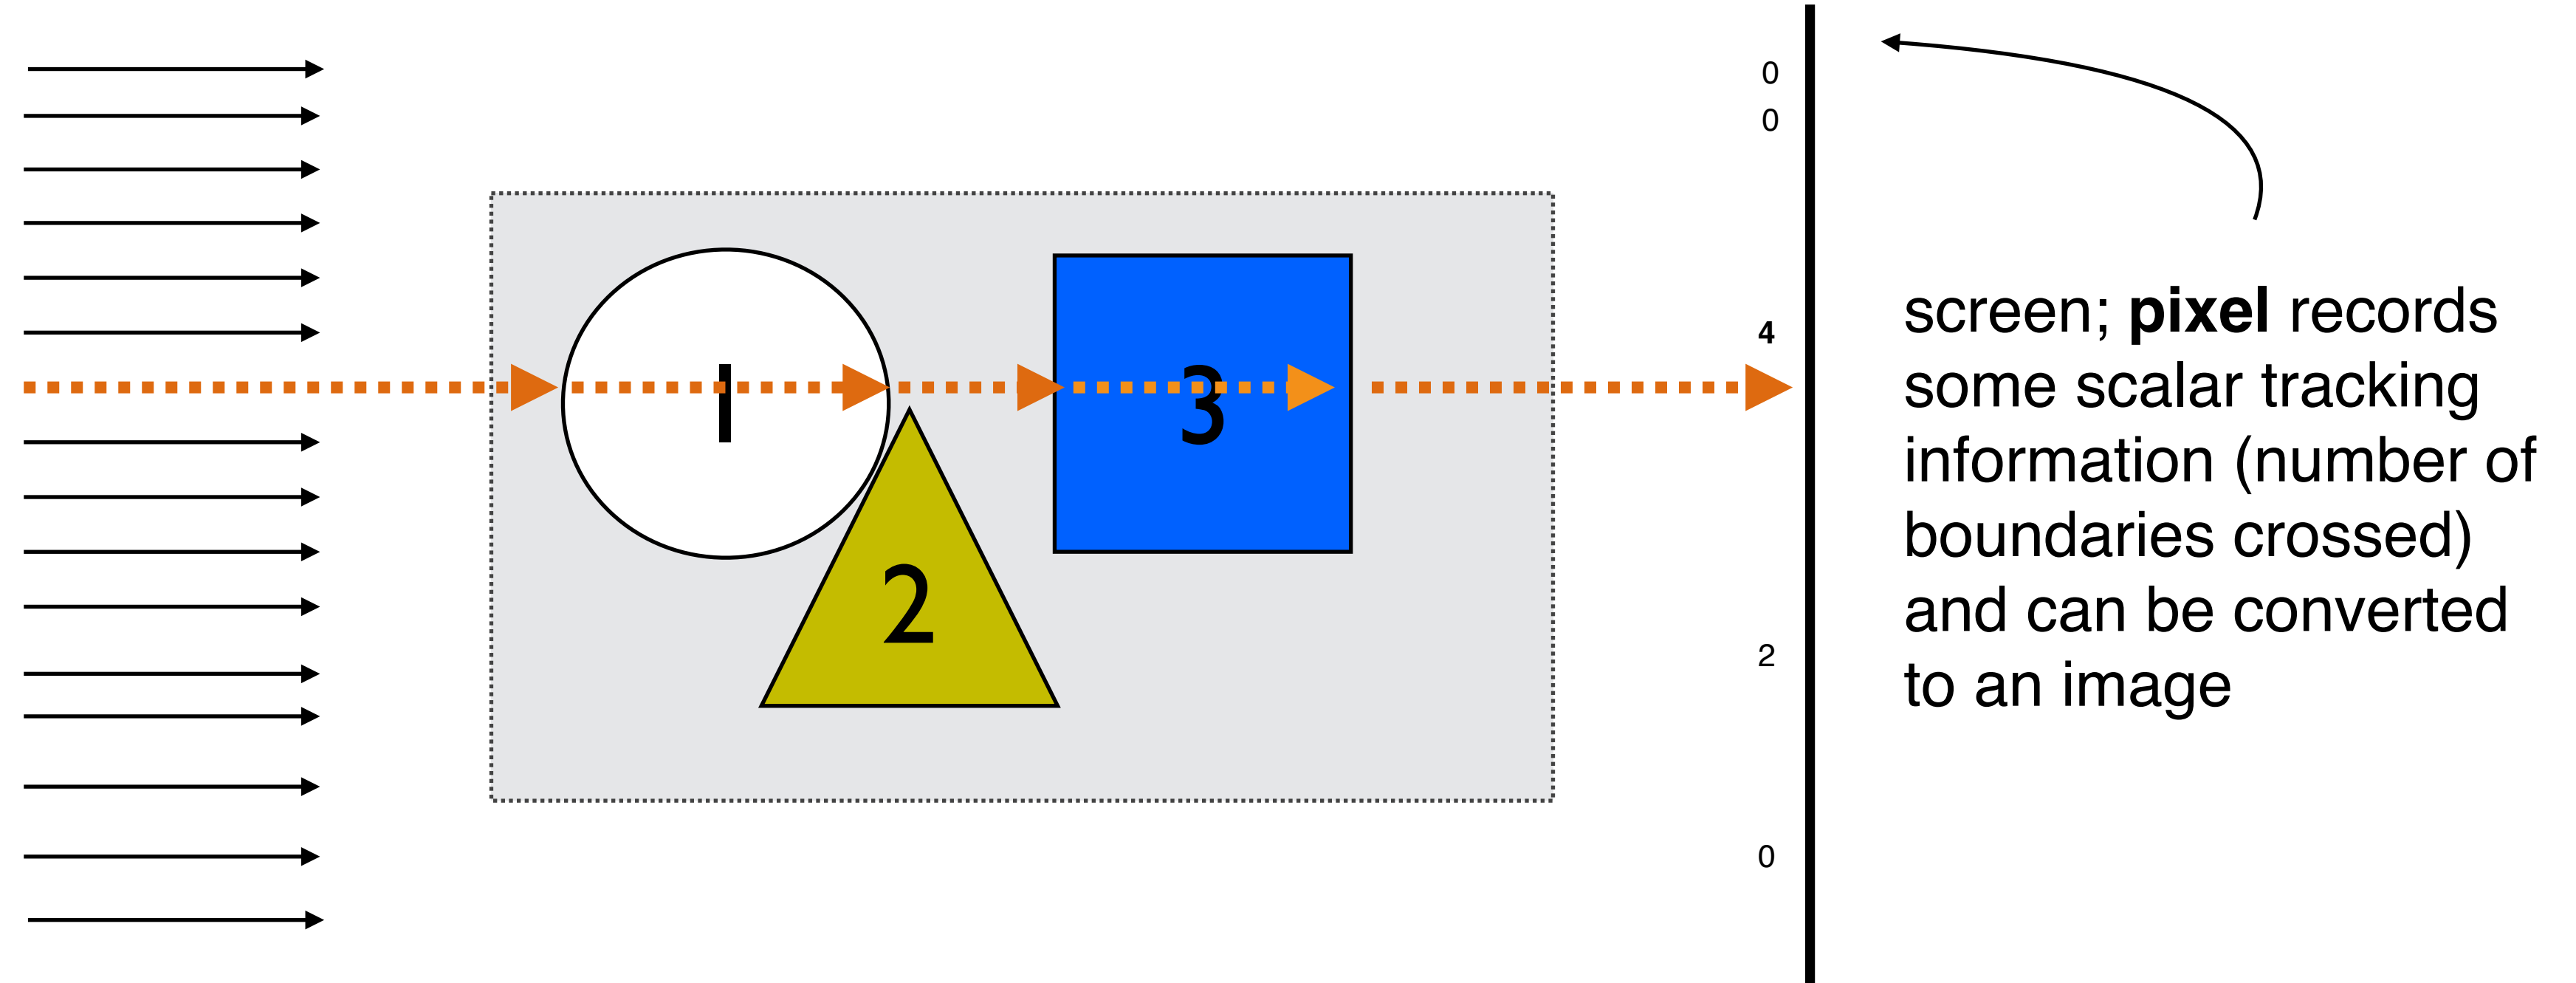 0
0
1
3
2
4
2
0
screen; pixel records
some scalar tracking
information (number of
boundaries crossed)
and can be converted
to an image